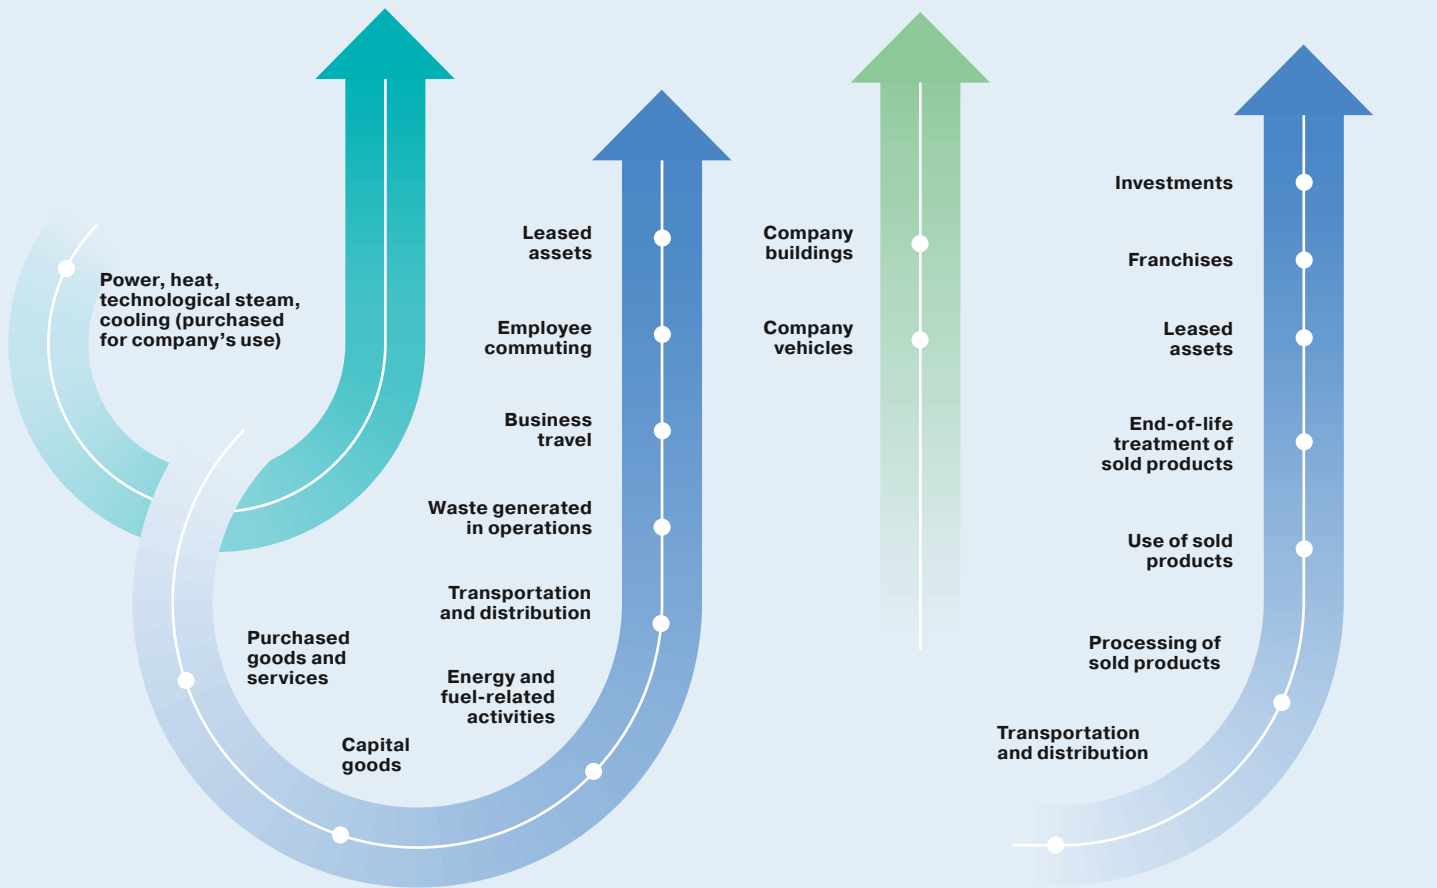 Power, heat,
technological steam,
cooling (purchased
for company's use)
Leased
assets
Employee
commuting
Business
travel
Waste generated
in operations
Transportation
and distribution
Energy and
fuel-related
activities
Capital
goods
Purchased
goods and
services
Company
buildings
Company
vehicles
Investments
Franchises
Leased
assets
End-of-life
treatment of
sold products
Use of sold
products
Processing of
sold products
Transportation
and distribution